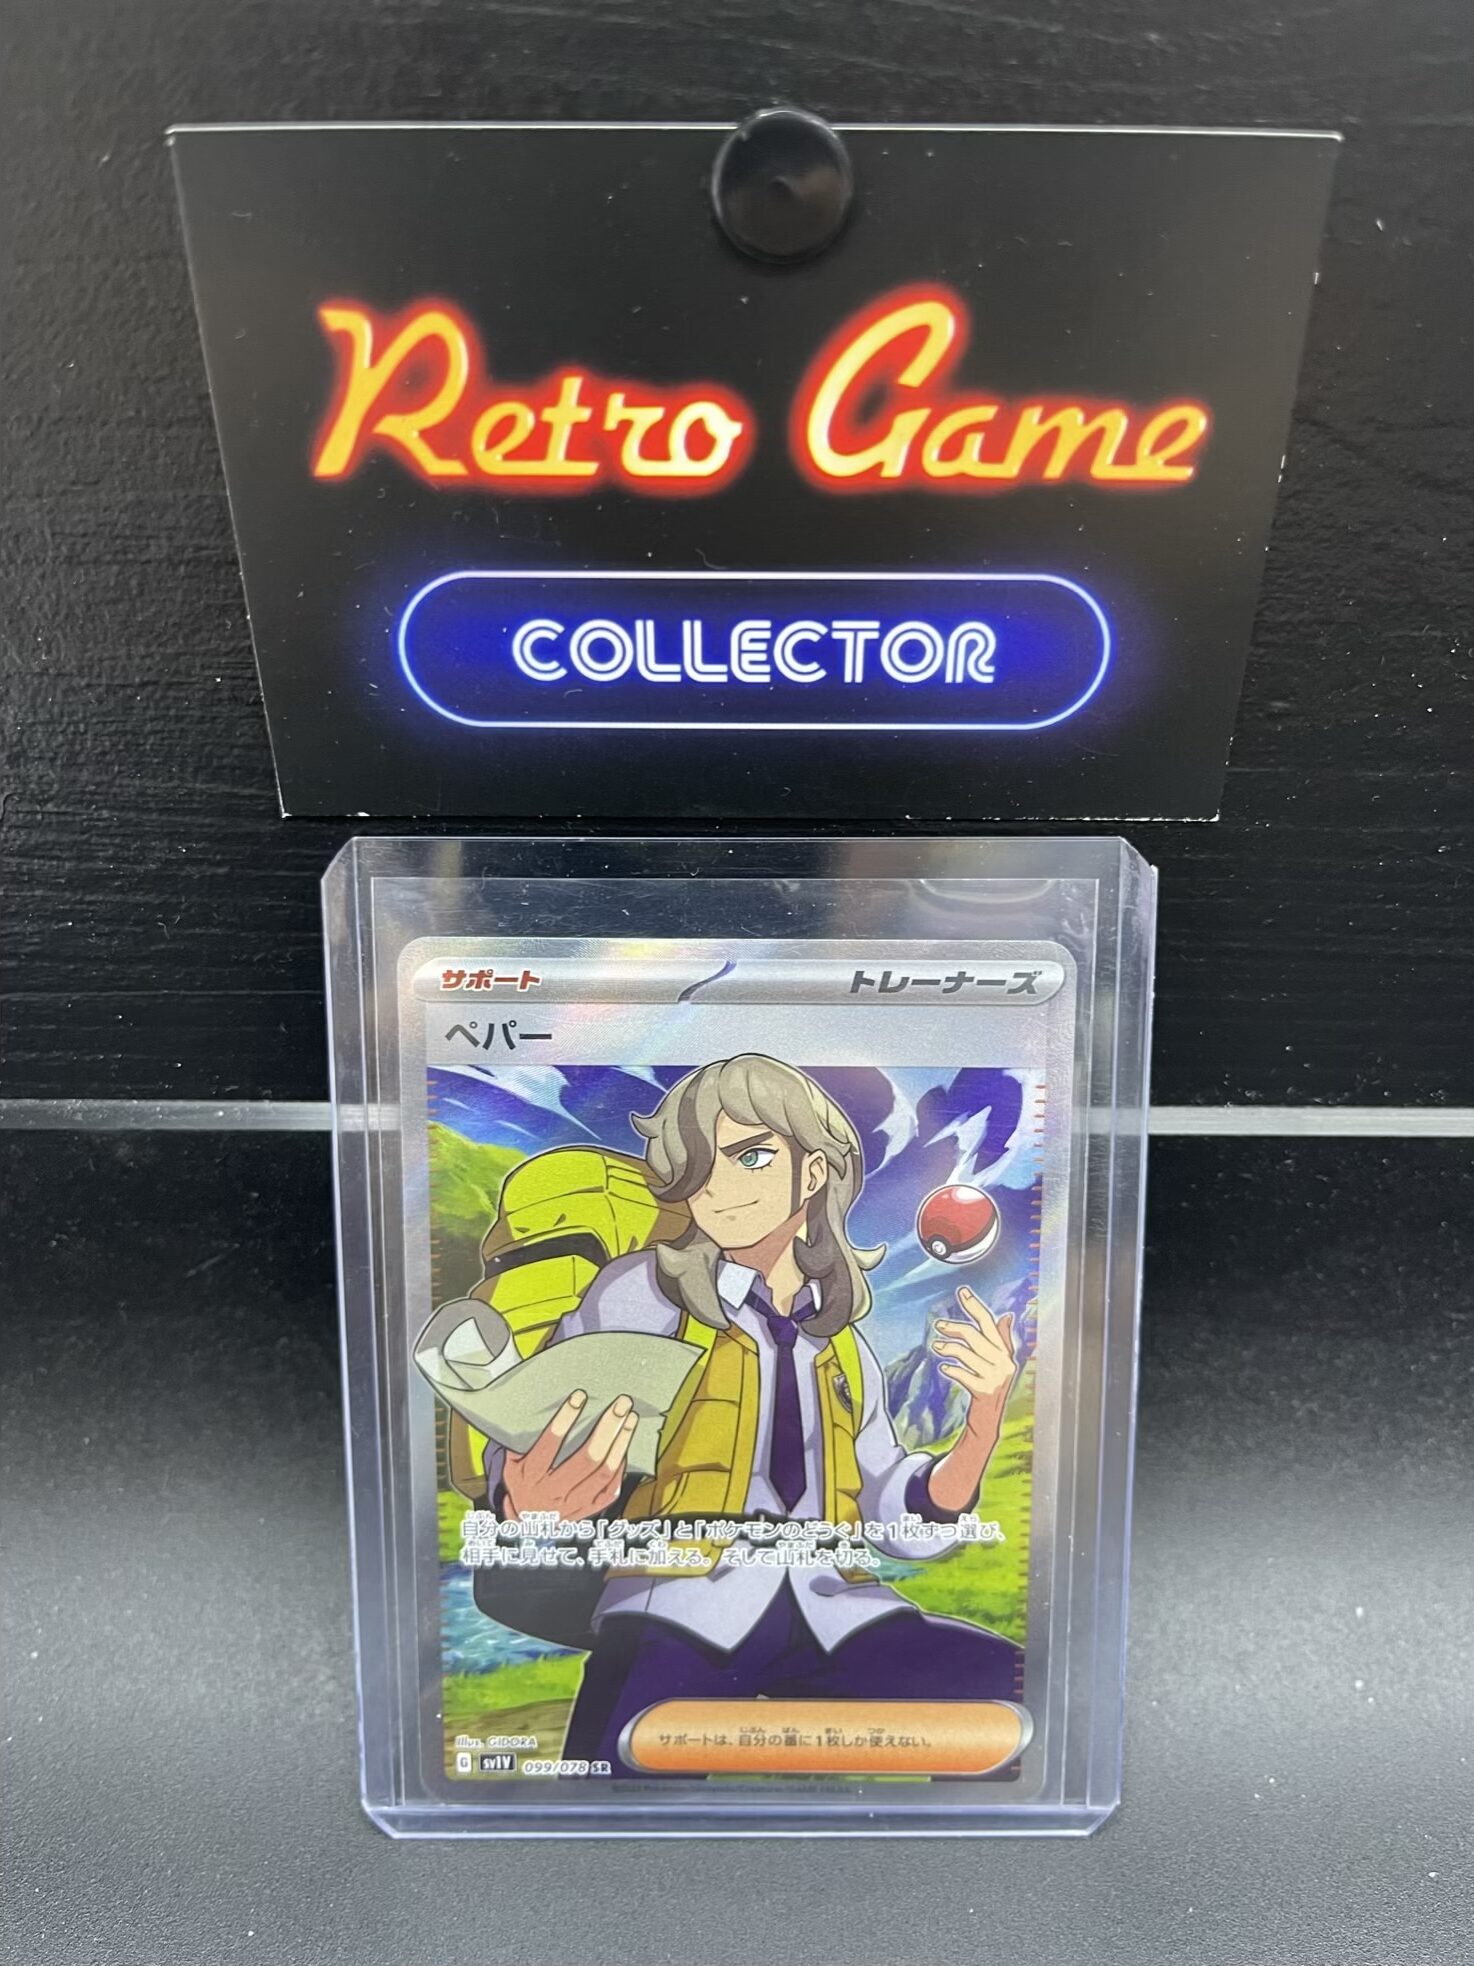 Retro Game
COLLECTOR
サポート トレーナーズ
ペパー
自分の山札から「グッズ」と「ポケモンのどうぐ」を1枚ずつ選び、
相手に見せて、手札に加える。そして山札を切る。
サポートは、自分の番に1枚しか使えない。
Illus. GIDORA
G sv1V 099/078 SR